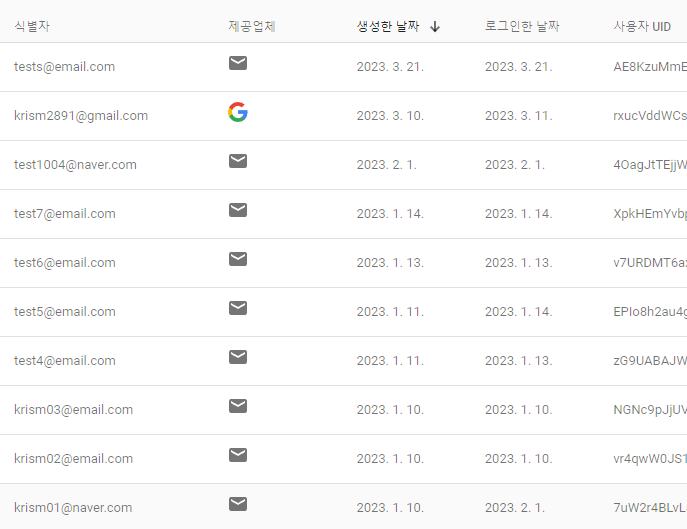 식별자 제공업체 생성한 날짜 로그인한 날짜 사용자 UID
tests@email.com 2023. 3. 21. 2023. 3. 21. AE8KzuMmE
krism2891@gmail.com 2023. 3. 10. 2023. 3. 11. rxucVddWCs
test1004@naver.com 2023. 2. 1. 2023. 2. 1. 4OagJtTEjjW
test7@email.com 2023. 1. 14. 2023. 1. 14. XpkHEmYvbp
test6@email.com 2023. 1. 13. 2023. 1. 13. v7URDMT6a
test5@email.com 2023. 1. 11. 2023. 1. 14. EPIo8h2au4g
test4@email.com 2023. 1. 11. 2023. 1. 13. zG9UABAJW
krism03@email.com 2023. 1. 10. 2023. 1. 10. NGNc9pJjUV
krism02@email.com 2023. 1. 10. 2023. 1. 10. vr4qwW0JS1
krism01@naver.com 2023. 1. 10. 2023. 2. 1. 7uW2r4BLvL